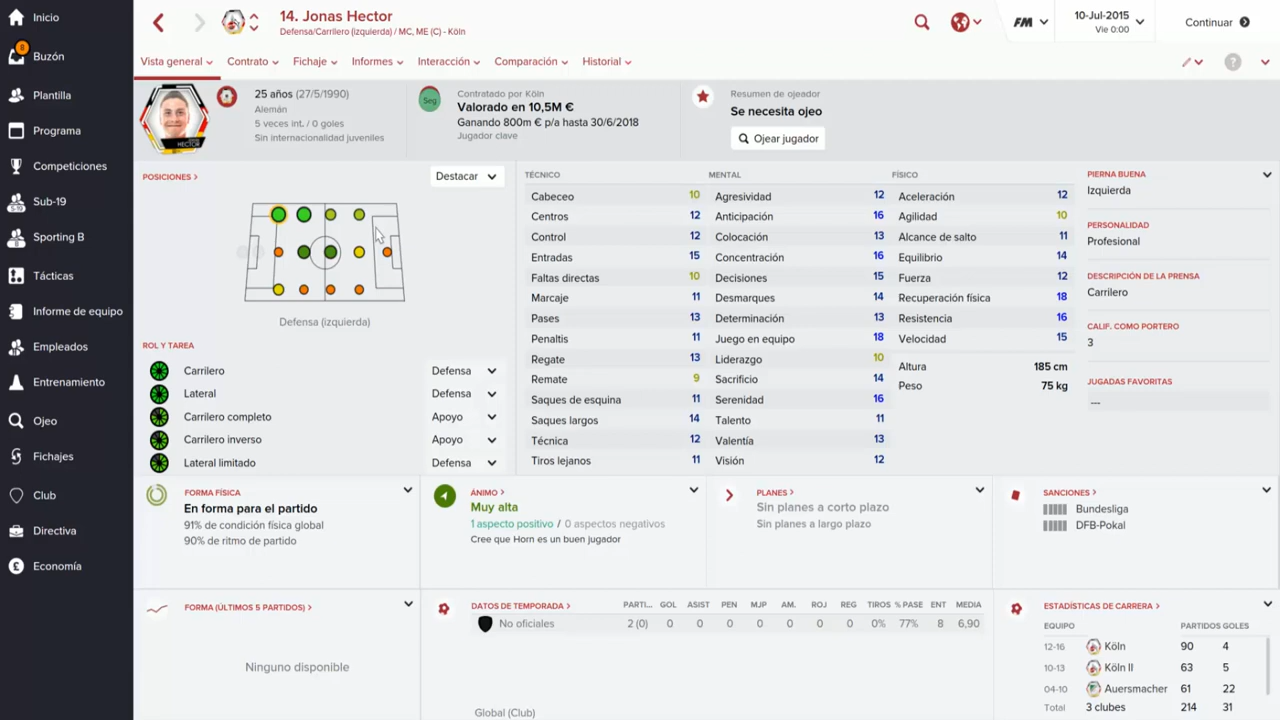 Inicio
8
Buzón
Plantilla
Programa
Competiciones
Sub-19
Sporting B
Tácticas
Informe de equipo
Empleados
Entrenamiento
Ojeo
Fichajes
Club
Directiva
Economía
14. Jonas Hector
Defensa/Carrilero (izquierda) / MC, ME (C) - Köln
FM
10-Jul-2015
Vie 0:00
Continuar
Vista general
Contrato
Fichaje
Informes
Interacción
Comparación
Historial
?
HECTOR
25 años (27/5/1990)
Alemán
5 veces int. / 0 goles
Sin internacionalidad juveniles
Seg
Contratado por Köln
Valorado en 10,5M €
Ganando 800m € p/a hasta 30/6/2018
Jugador clave
Resumen de ojeador
Se necesita ojeo
Ojear jugador
POSICIONES >
Destacar
Defensa (izquierda)
ROL Y TAREA
Carrilero Defensa
Lateral Defensa
Carrilero completo Apoyo
Carrilero inverso Apoyo
Lateral limitado Defensa
TÉCNICO
Cabeceo 10
Centros 12
Control 12
Entradas 15
Faltas directas 10
Marcaje 11
Pases 13
Penaltis 11
Regate 13
Remate 9
Saques de esquina 11
Saques largos 14
Técnica 12
Tiros lejanos 11
MENTAL
Agresividad 12
Anticipación 16
Colocación 13
Concentración 16
Decisiones 15
Desmarques 14
Determinación 13
Juego en equipo 18
Liderazgo 10
Sacrificio 14
Serenidad 16
Talento 11
Valentía 13
Visión 12
FÍSICO
Aceleración 12
Agilidad 10
Alcance de salto 11
Equilibrio 14
Fuerza 12
Recuperación física 18
Resistencia 16
Velocidad 15
Altura 185 cm
Peso 75 kg
PIERNA BUENA
Izquierda
PERSONALIDAD
Profesional
DESCRIPCIÓN DE LA PRENSA
Carrilero
CALIF. COMO PORTERO
3
JUGADAS FAVORITAS
---
FORMA FÍSICA
En forma para el partido
91% de condición física global
90% de ritmo de partido
ÁNIMO >
Muy alta
1 aspecto positivo / 0 aspectos negativos
Cree que Horn es un buen jugador
PLANES >
Sin planes a corto plazo
Sin planes a largo plazo
SANCIONES >
Bundesliga
DFB-Pokal
FORMA (ÚLTIMOS 5 PARTIDOS) >
Ninguno disponible
DATOS DE TEMPORADA > PARTI... GOL ASIST PEN MJP AM. ROJ REG TIROS % PASE ENT MEDIA
No oficiales 2 (0) 0 0 0 0 0 0 0 0% 77% 8 6,90
Global (Club)
ESTADÍSTICAS DE CARRERA >
EQUIPO PARTIDOS GOLES
12-16 Köln 90 4
10-13 Köln II 63 5
04-10 Auersmacher 61 22
Total 3 clubes 214 31